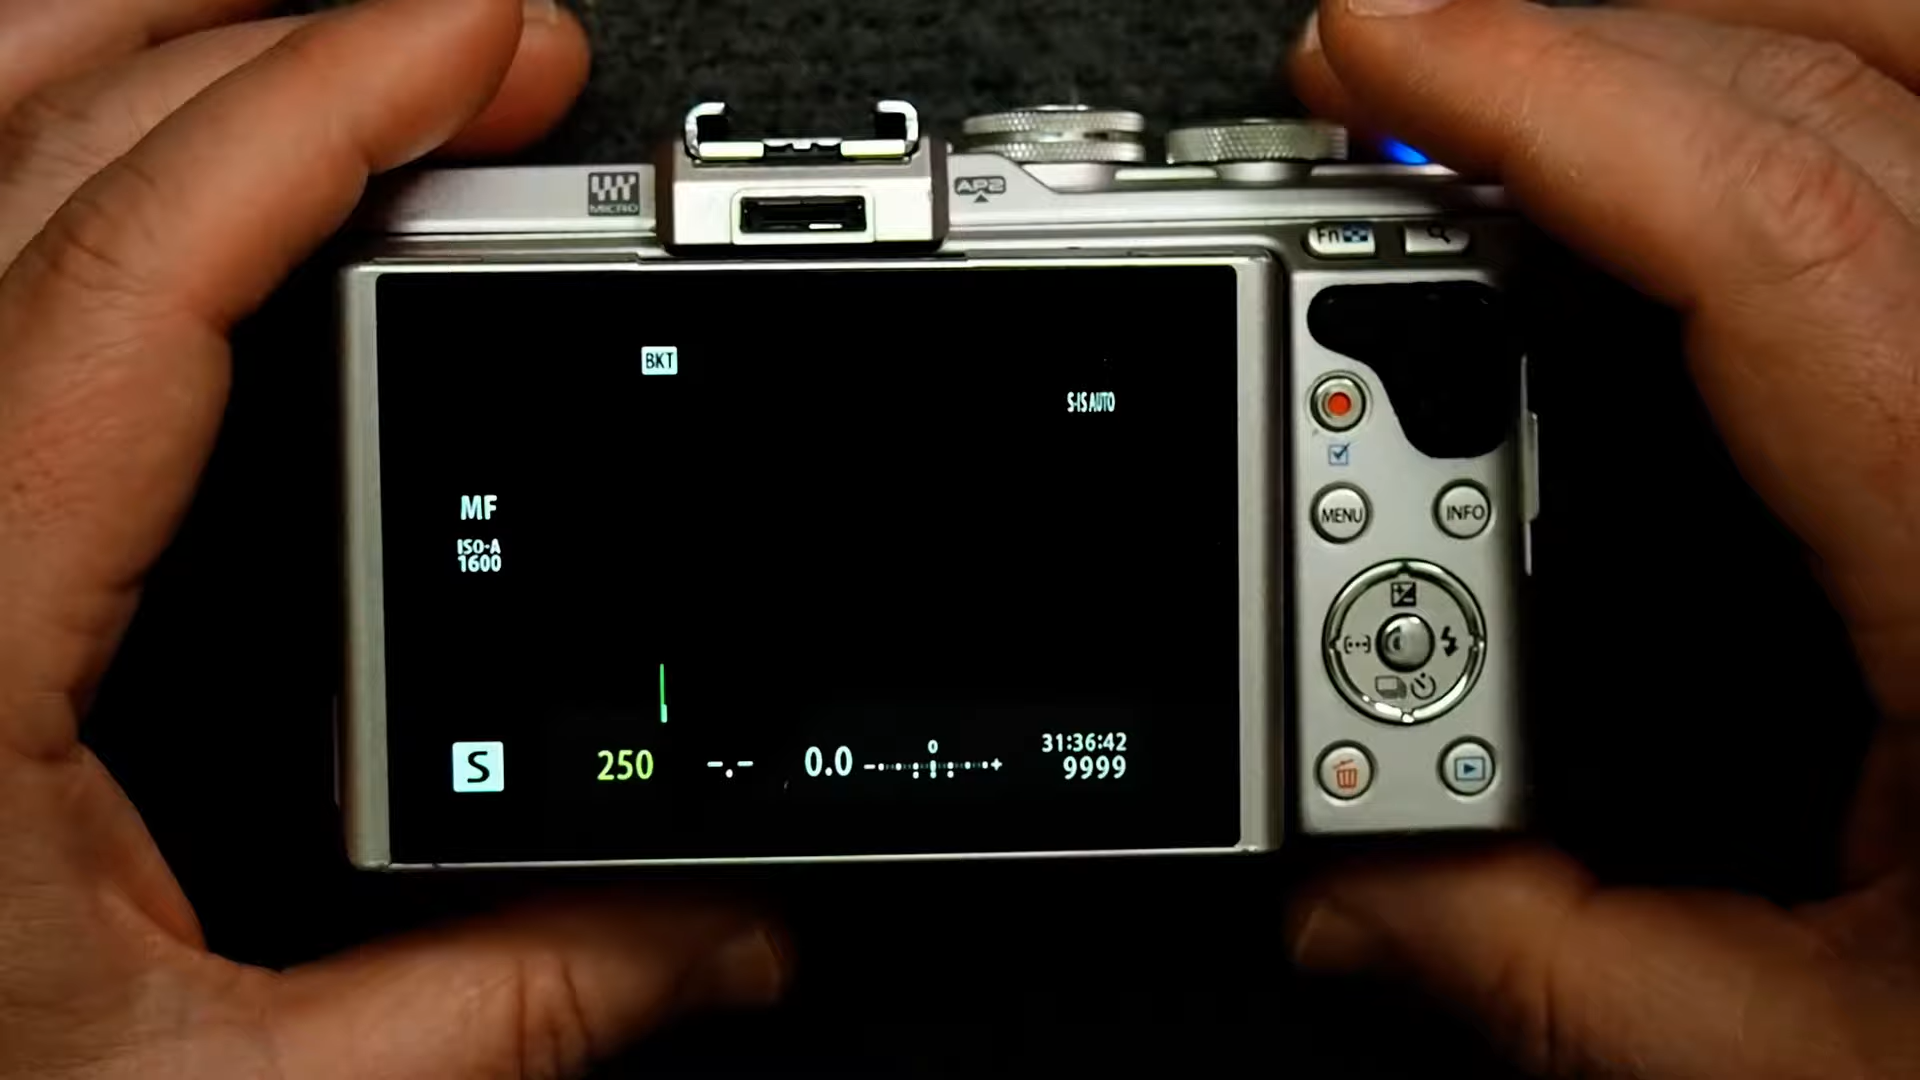 MICRO
AP2
Fn
BKT
S-IS AUTO
MF
ISO-A
1600
MENU
INFO
S
250
-.-
0.0
- 0 +
31:36:42
9999